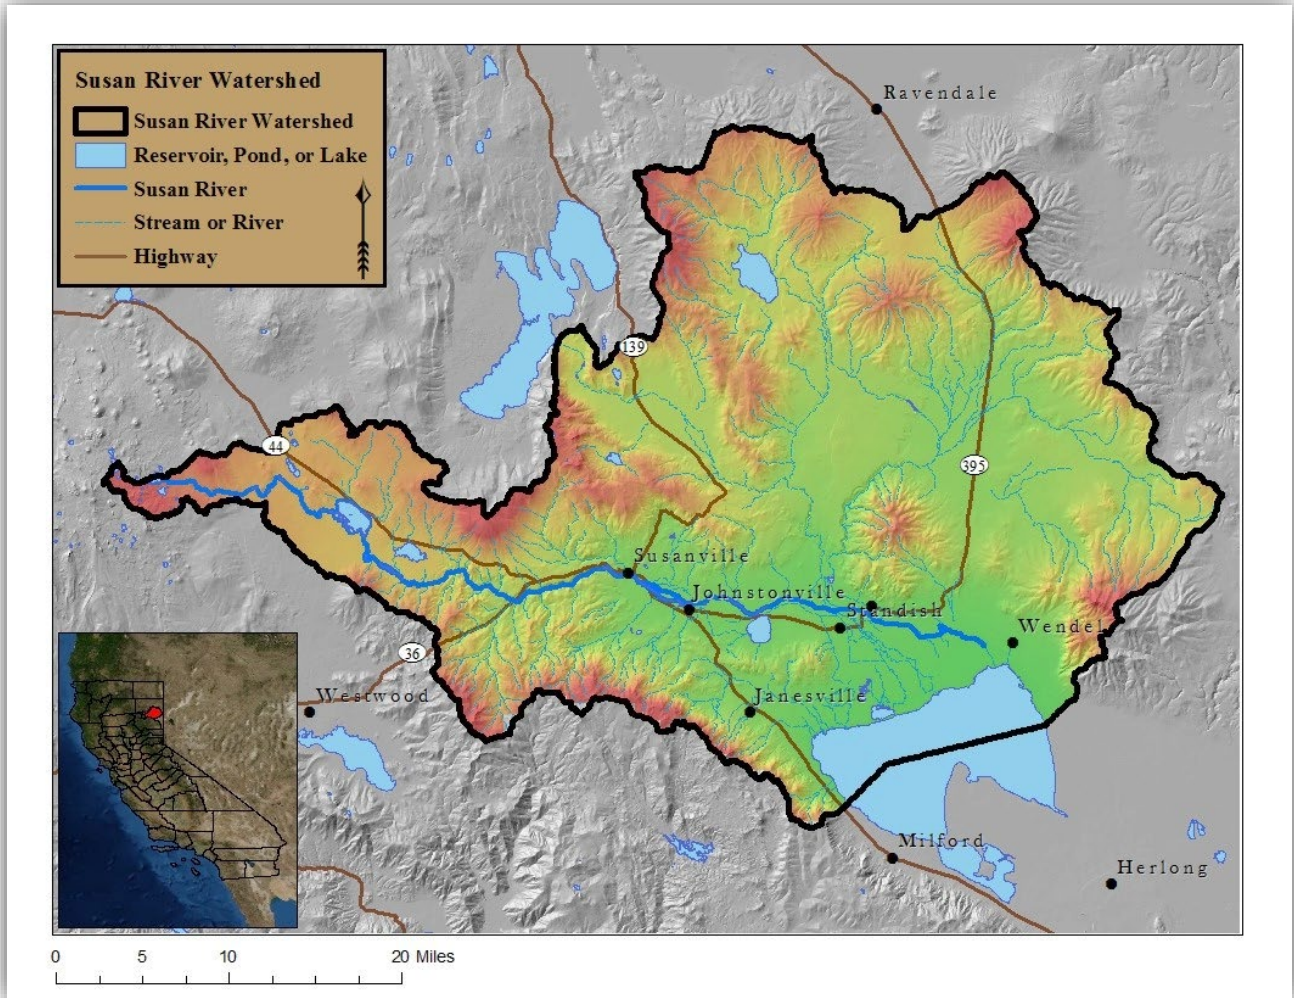 Susan River Watershed
Susan River Watershed
Reservoir, Pond, or Lake
Susan River
Stream or River
Highway
Ravendale
139
44
395
Susanville
Johnstonville
Standish
Wendel
36
Westwood
Janesville
Milford
Herlong
0 5 10 20 Miles